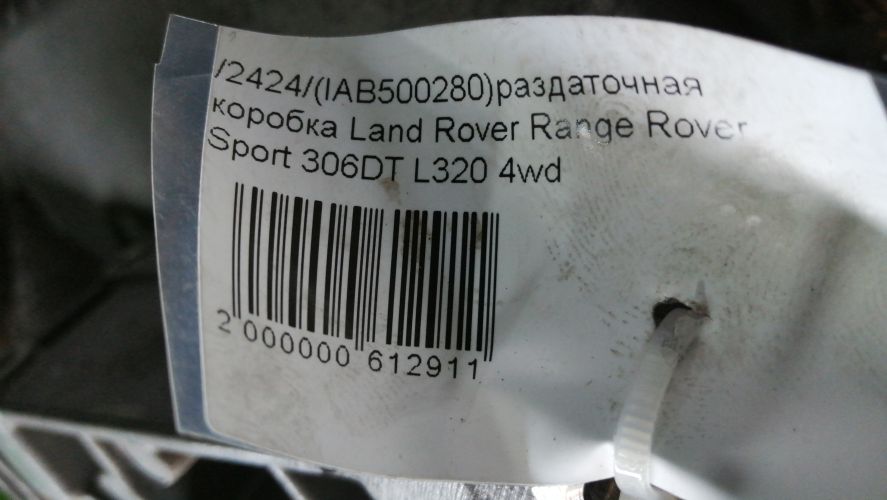 /2424/(IAB500280)раздаточная
коробка Land Rover Range Rover
Sport 306DT L320 4wd
2 000000 612911